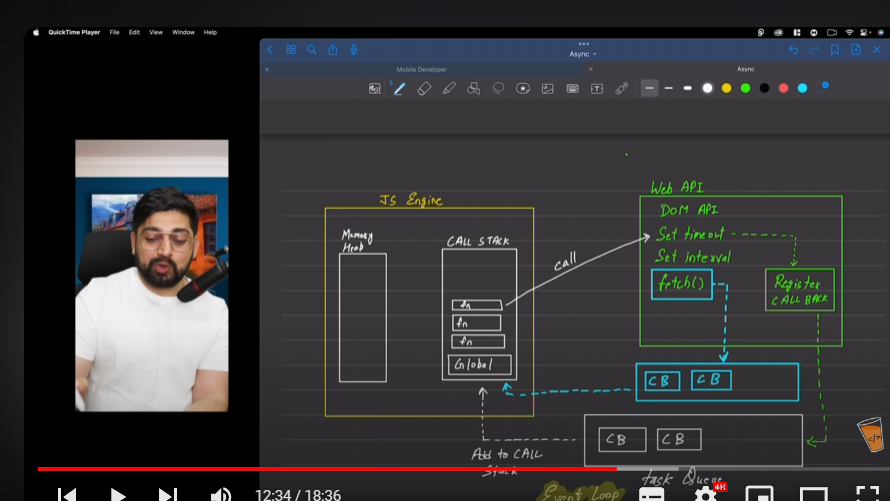 QuickTime Player File Edit View Window Help
Async
Mobile Developer
Async
JS Engine
Memory
Heap
CALL STACK
fn
fn
fn
Global
call
Web API
DOM API
Set timeout
Set interval
fetch()
Register
CALL BACK
CB CB
CB CB
Add to CALL
Stack
task Queue
Event Loop
</>
12:34 / 18:36
4K